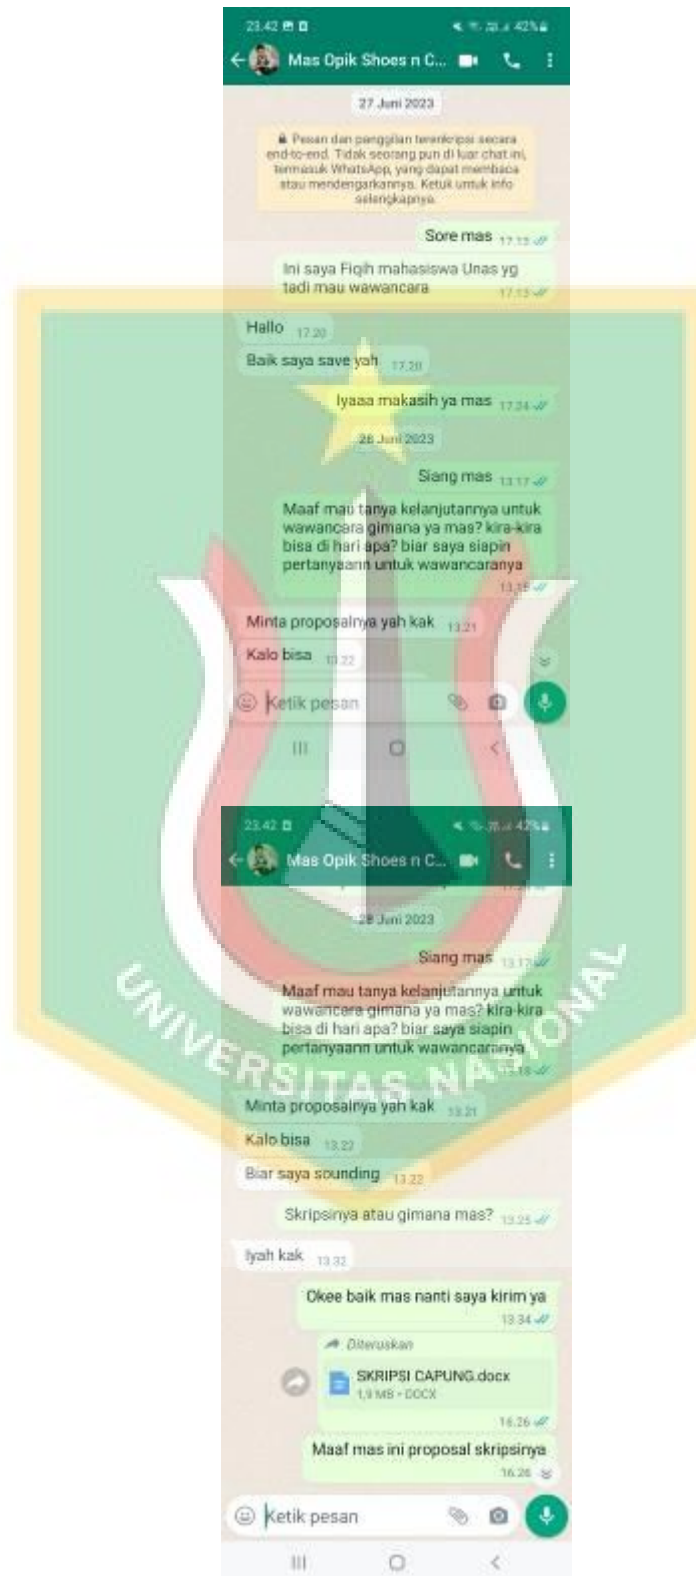 23.42
42%
Mas Opik Shoes n C...
27 Juni 2023
Pesan dan panggilan terenkripsi secara
end-to-end. Tidak seorang pun di luar chat ini,
termasuk WhatsApp, yang dapat membaca
atau mendengarkannya. Ketuk untuk info
selengkapnya.
Sore mas 17.13
Ini saya Fiqih mahasiswa Unas yg
tadi mau wawancara
17.13
Hallo 17.20
Baik saya save yah 17.20
Iyaaa makasih ya mas 17.24
28 Juni 2023
Siang mas 13.17
Maaf mau tanya kelanjutannya untuk
wawancara gimana ya mas? kira-kira
bisa di hari apa? biar saya siapin
pertanyaann untuk wawancaranya
Minta proposalnya yah kak 13.21
Kalo bisa 13.22
Ketik pesan
23.42
42%
Mas Opik Shoes n C...
28 Juni 2023
Siang mas 13.17
Maaf mau tanya kelanjutannya untuk
wawancara gimana ya mas? kira-kira
bisa di hari apa? biar saya siapin
pertanyaann untuk wawancaranya
13.18
Minta proposalnya yah kak 13.21
Kalo bisa 13.22
Biar saya sounding 13.22
Skripsinya atau gimana mas? 13.25
Iyah kak 13.32
Okee baik mas nanti saya kirim ya
13.34
Diteruskan
SKRIPSI CAPUNG.docx
1,9 MB • DOCX
16.26
Maaf mas ini proposal skripsinya
16.26
Ketik pesan
UNIVERSITAS NASIONAL